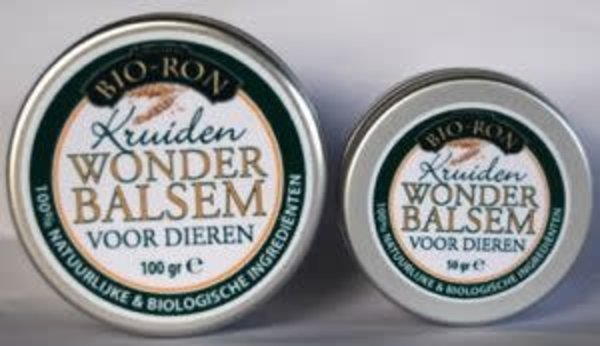 BIO-RON
Kruiden
WONDER
BALSEM
VOOR DIEREN
100 gr ℮
100% NATUURLIJKE & BIOLOGISCHE INGREDIENTEN
BIO-RON
Kruiden
WONDER
BALSEM
VOOR DIEREN
50 gr ℮
100% NATUURLIJKE & BIOLOGISCHE INGREDIENTEN